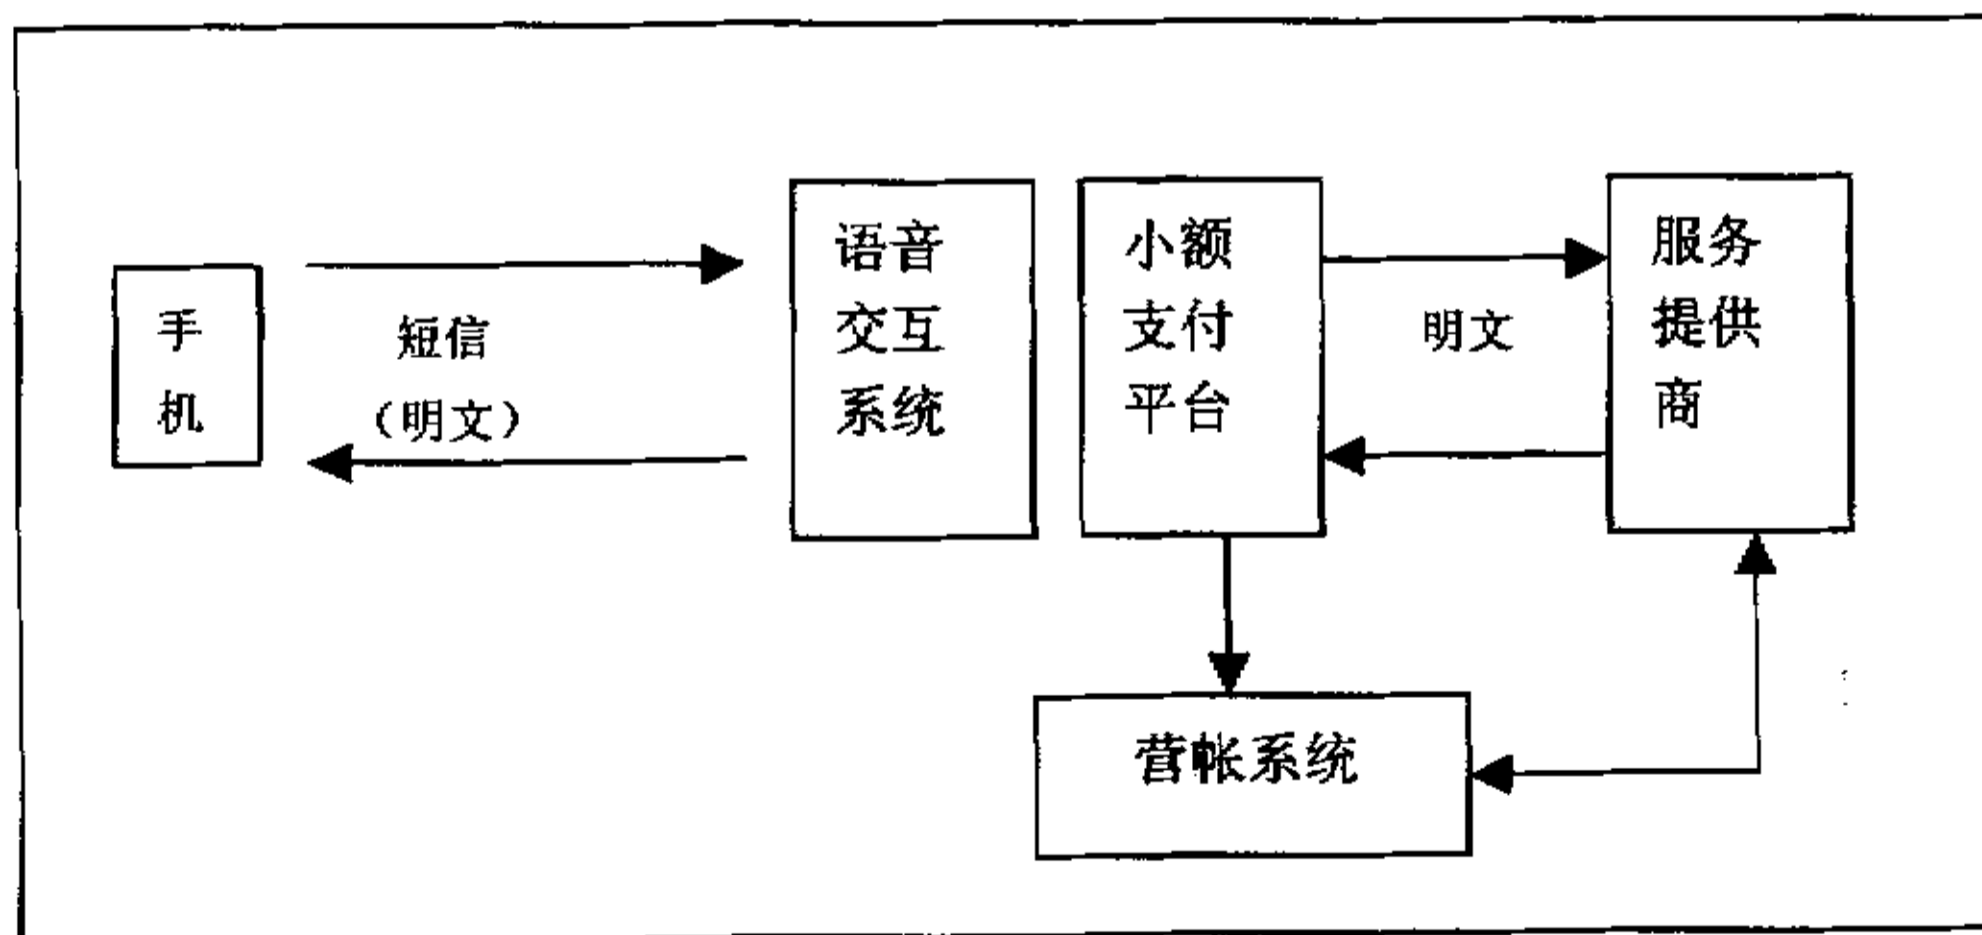 手
机
短信
（明文）
语音
交互
系统
小额
支付
平台
明文
服务
提供
商
营帐系统